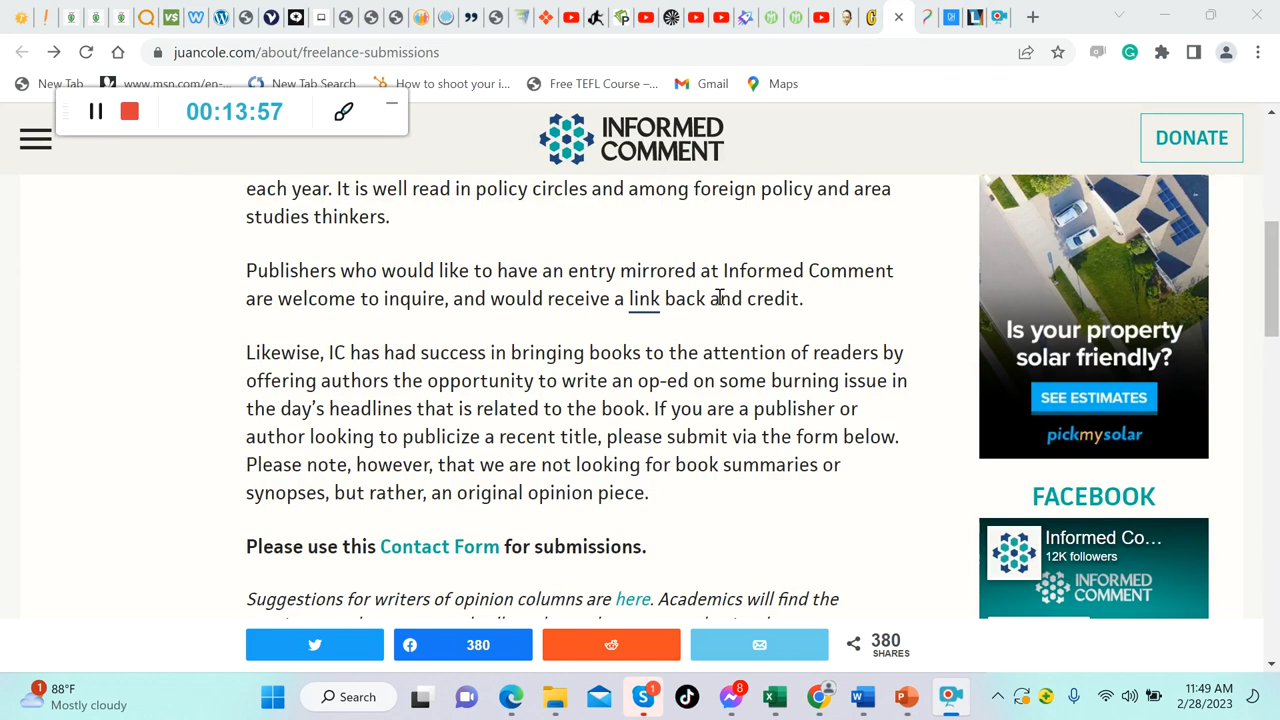 juancole.com/about/freelance-submissions
New Tab
www.msn.com/en-...
New Tab Search
How to shoot your i...
Free TEFL Course –...
Gmail
Maps
00:13:57
INFORMED
COMMENT
DONATE
each year. It is well read in policy circles and among foreign policy and area
studies thinkers.
Publishers who would like to have an entry mirrored at Informed Comment
are welcome to inquire, and would receive a link back and credit.
Likewise, IC has had success in bringing books to the attention of readers by
offering authors the opportunity to write an op-ed on some burning issue in
the day's headlines that is related to the book. If you are a publisher or
author looking to publicize a recent title, please submit via the form below.
Please note, however, that we are not looking for book summaries or
synopses, but rather, an original opinion piece.
Please use this Contact Form for submissions.
Suggestions for writers of opinion columns are here. Academics will find the
Is your property
solar friendly?
SEE ESTIMATES
pickmysolar
FACEBOOK
Informed Co...
12K followers
INFORMED
COMMENT
380
380
SHARES
1
88°F
Mostly cloudy
Search
1
8
11:49 AM
2/28/2023